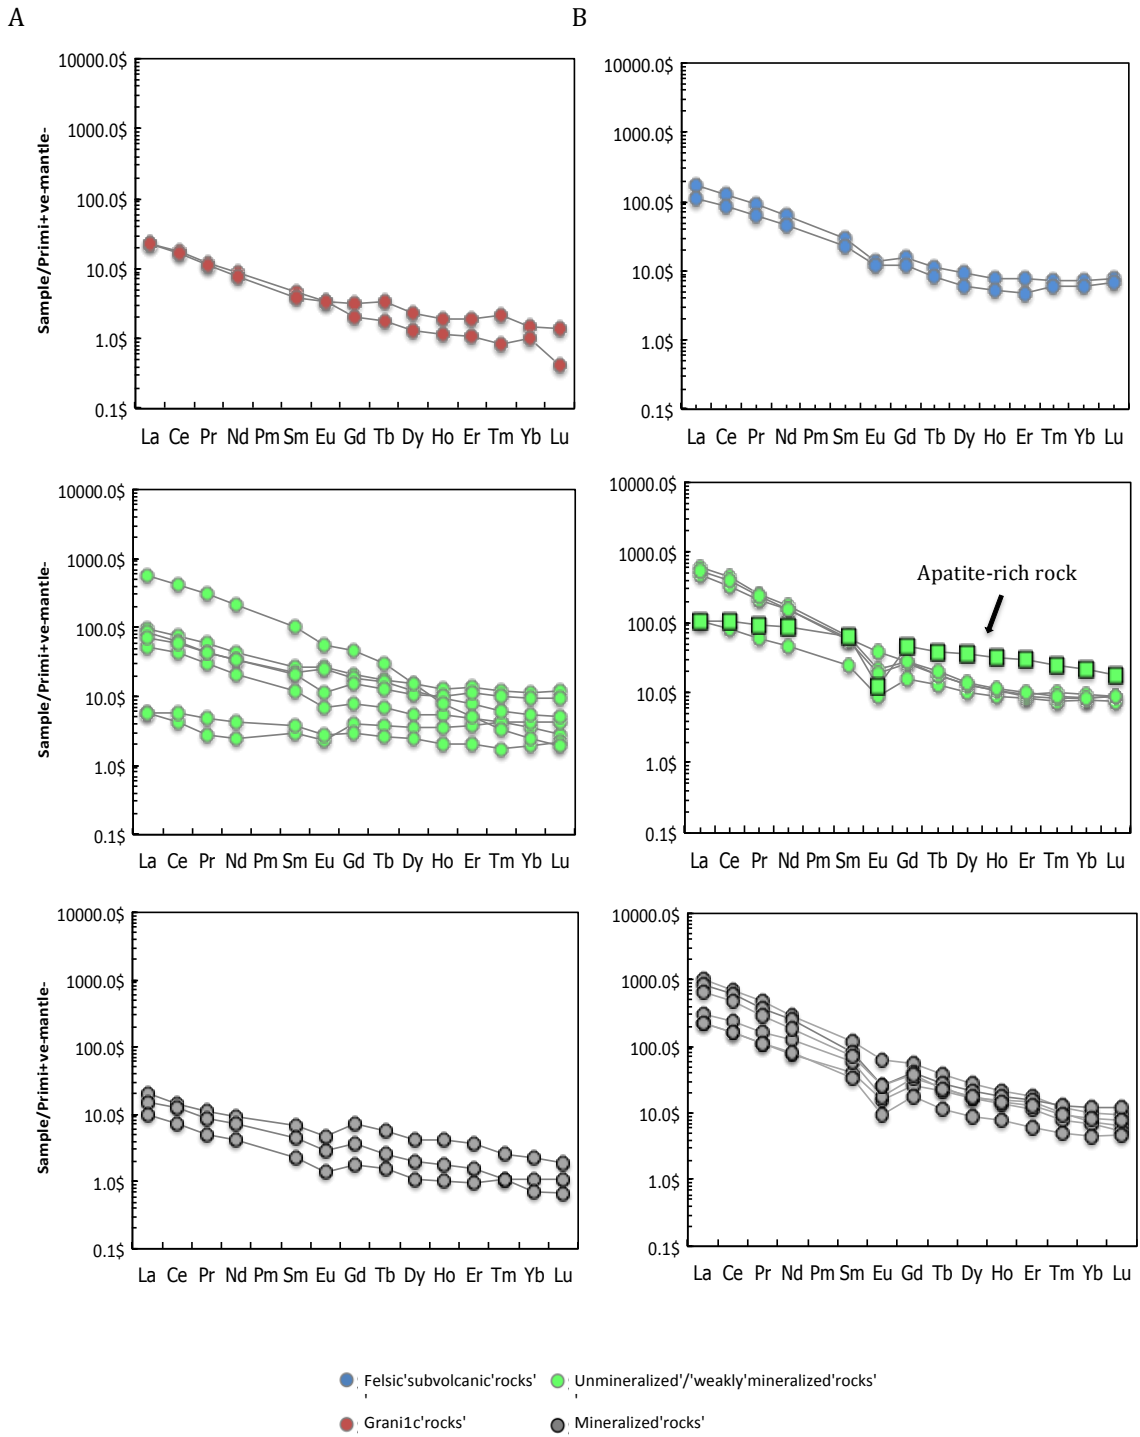 A B
10000.0$
1000.0$
100.0$
10.0$
1.0$
0.1$
Sample/Primi+ve-mantle-
La Ce Pr Nd Pm Sm Eu Gd Tb Dy Ho Er Tm Yb Lu
10000.0$
1000.0$
100.0$
10.0$
1.0$
0.1$
La Ce Pr Nd Pm Sm Eu Gd Tb Dy Ho Er Tm Yb Lu
10000.0$
1000.0$
100.0$
10.0$
1.0$
0.1$
Sample/Primi+ve-mantle-
La Ce Pr Nd Pm Sm Eu Gd Tb Dy Ho Er Tm Yb Lu
10000.0$
1000.0$
100.0$
10.0$
1.0$
0.1$
Apatite-rich rock
La Ce Pr Nd Pm Sm Eu Gd Tb Dy Ho Er Tm Yb Lu
10000.0$
1000.0$
100.0$
10.0$
1.0$
0.1$
Sample/Primi+ve-mantle-
La Ce Pr Nd Pm Sm Eu Gd Tb Dy Ho Er Tm Yb Lu
10000.0$
1000.0$
100.0$
10.0$
1.0$
0.1$
La Ce Pr Nd Pm Sm Eu Gd Tb Dy Ho Er Tm Yb Lu
Felsic'subvolcanic'rocks' Unmineralized'/'weakly'mineralized'rocks'
Grani1c'rocks' Mineralized'rocks'